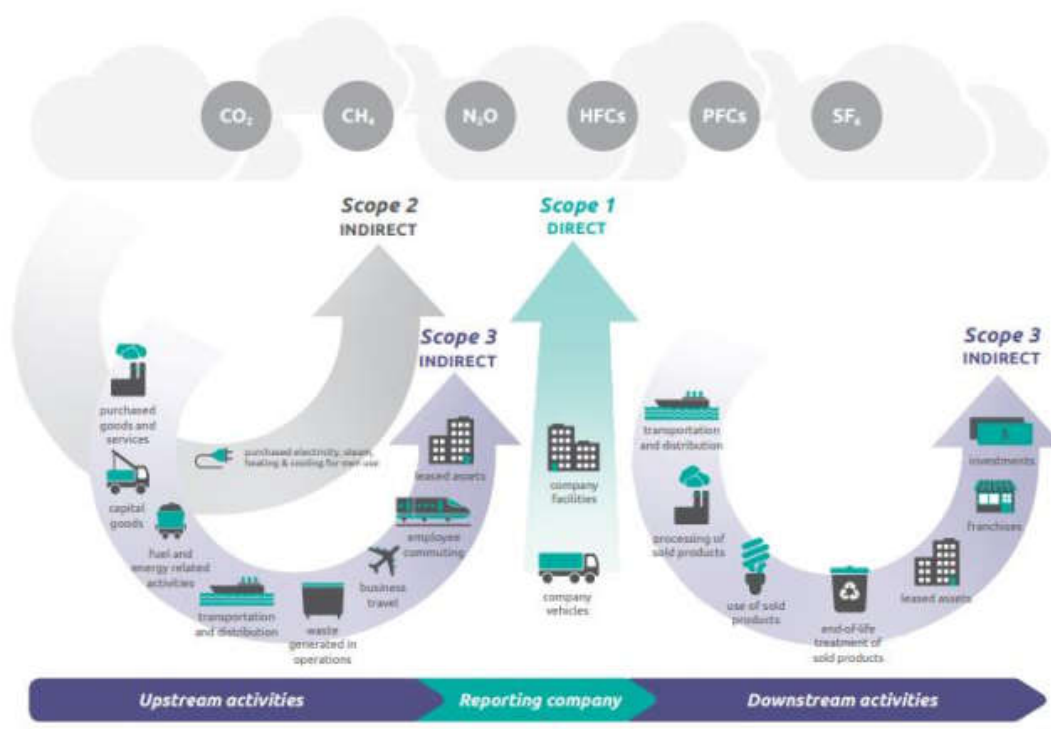 CO₂
CH₄
N₂O
HFCs
PFCs
SF₆
Scope 2
INDIRECT
Scope 1
DIRECT
Scope 3
INDIRECT
Scope 3
INDIRECT
purchased
goods and
services
capital
goods
fuel and
energy related
activities
transportation
and distribution
waste
generated in
operations
business
travel
employee
commuting
leased assets
purchased electricity, steam,
heating & cooling for own use
company
facilities
company
vehicles
transportation
and distribution
processing of
sold products
use of sold
products
end-of-life
treatment of
sold products
leased assets
franchises
investments
Upstream activities
Reporting company
Downstream activities